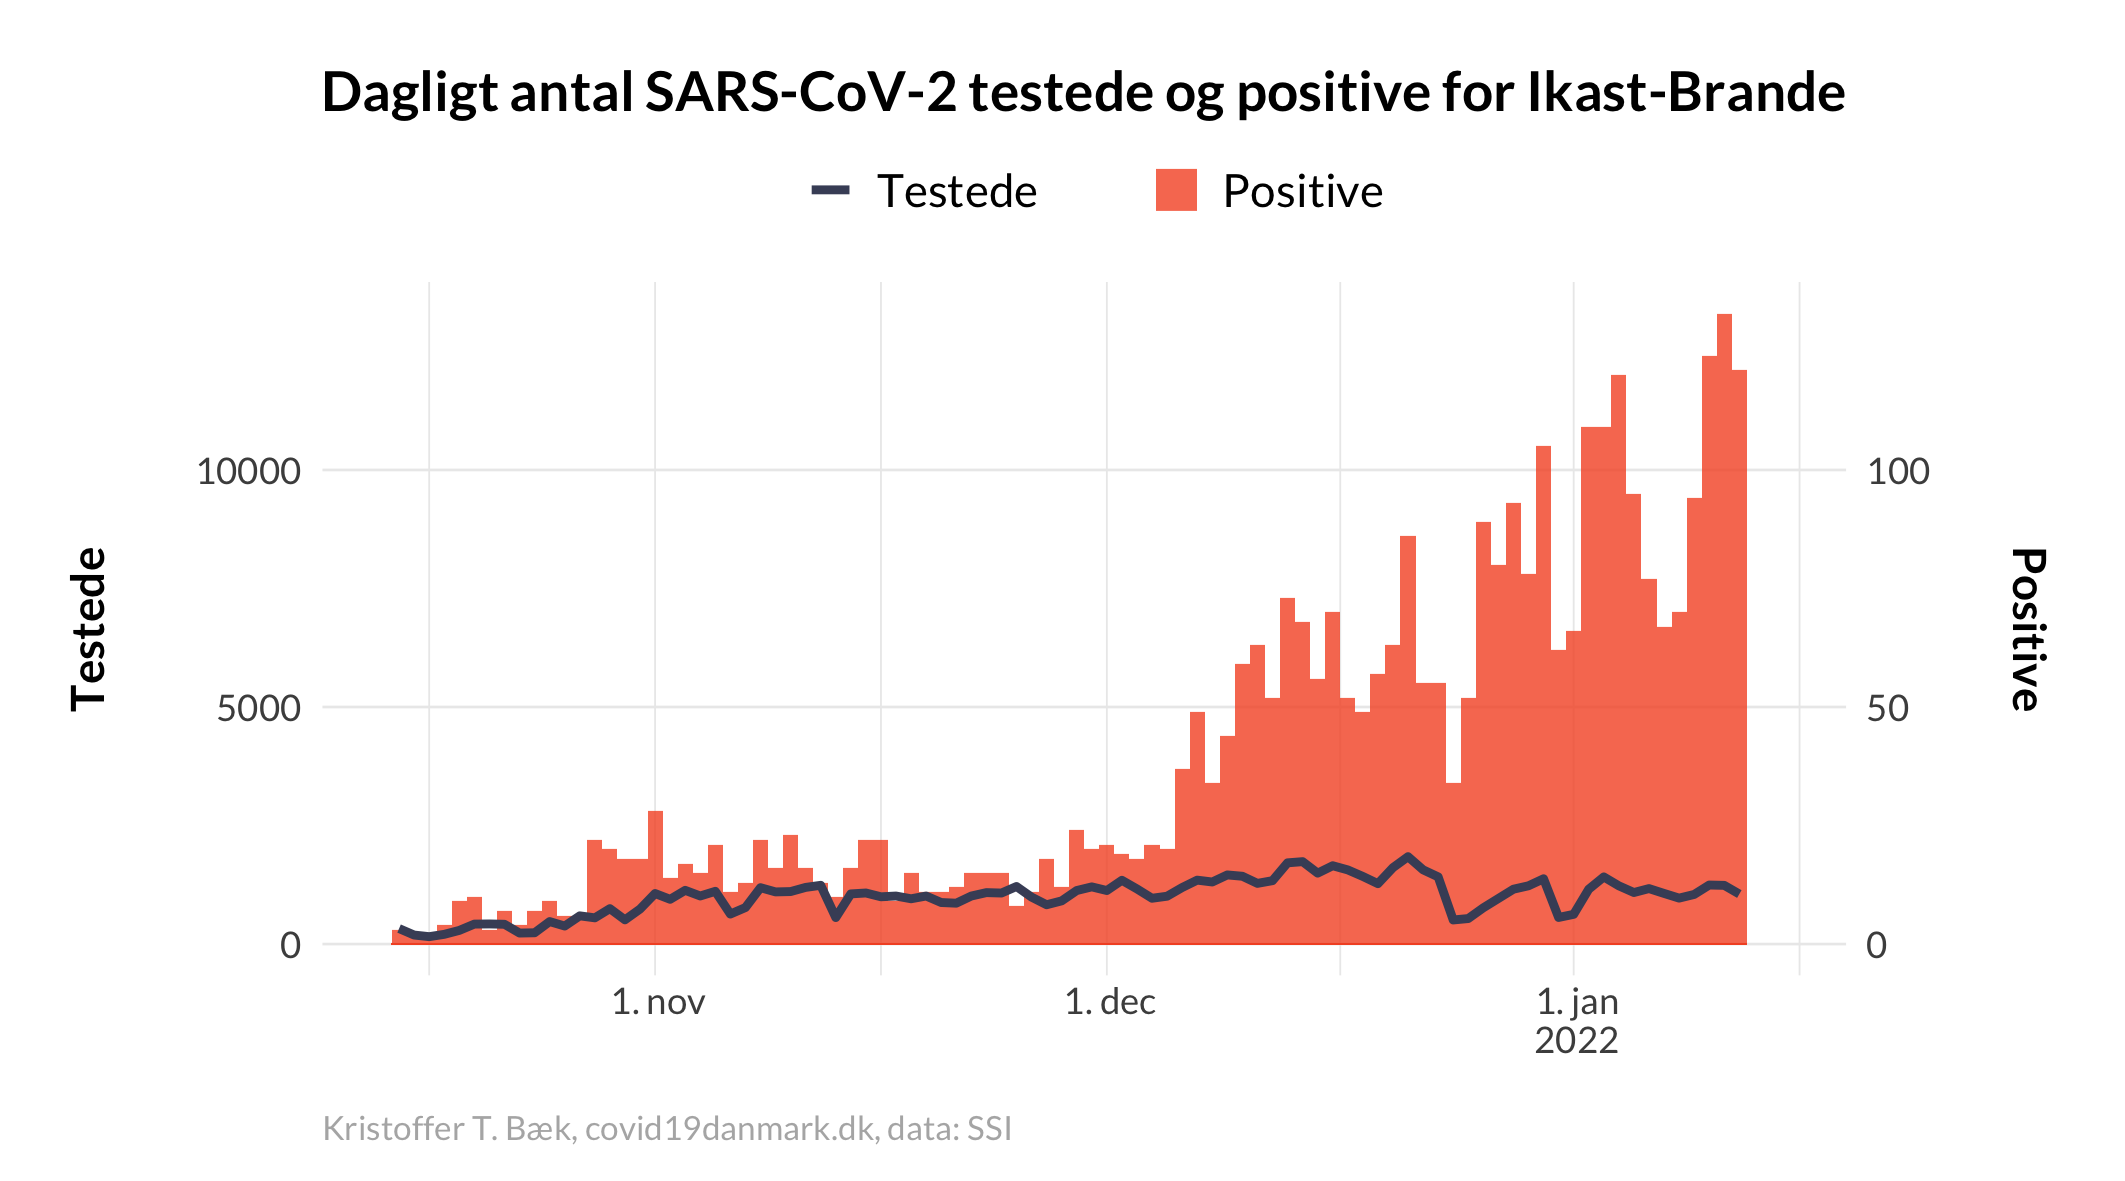 Dagligt antal SARS-CoV-2 testede og positive for Ikast-Brande
Testede
Positive
10000
5000
0
100
50
0
Testede
Positive
1. nov
1. dec
1. jan
2022
Kristoffer T. Bæk, covid19danmark.dk, data: SSI